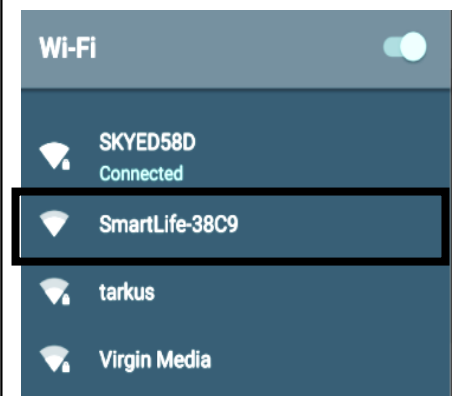 Wi-Fi
SKYED58D
Connected
SmartLife-38C9
tarkus
Virgin Media